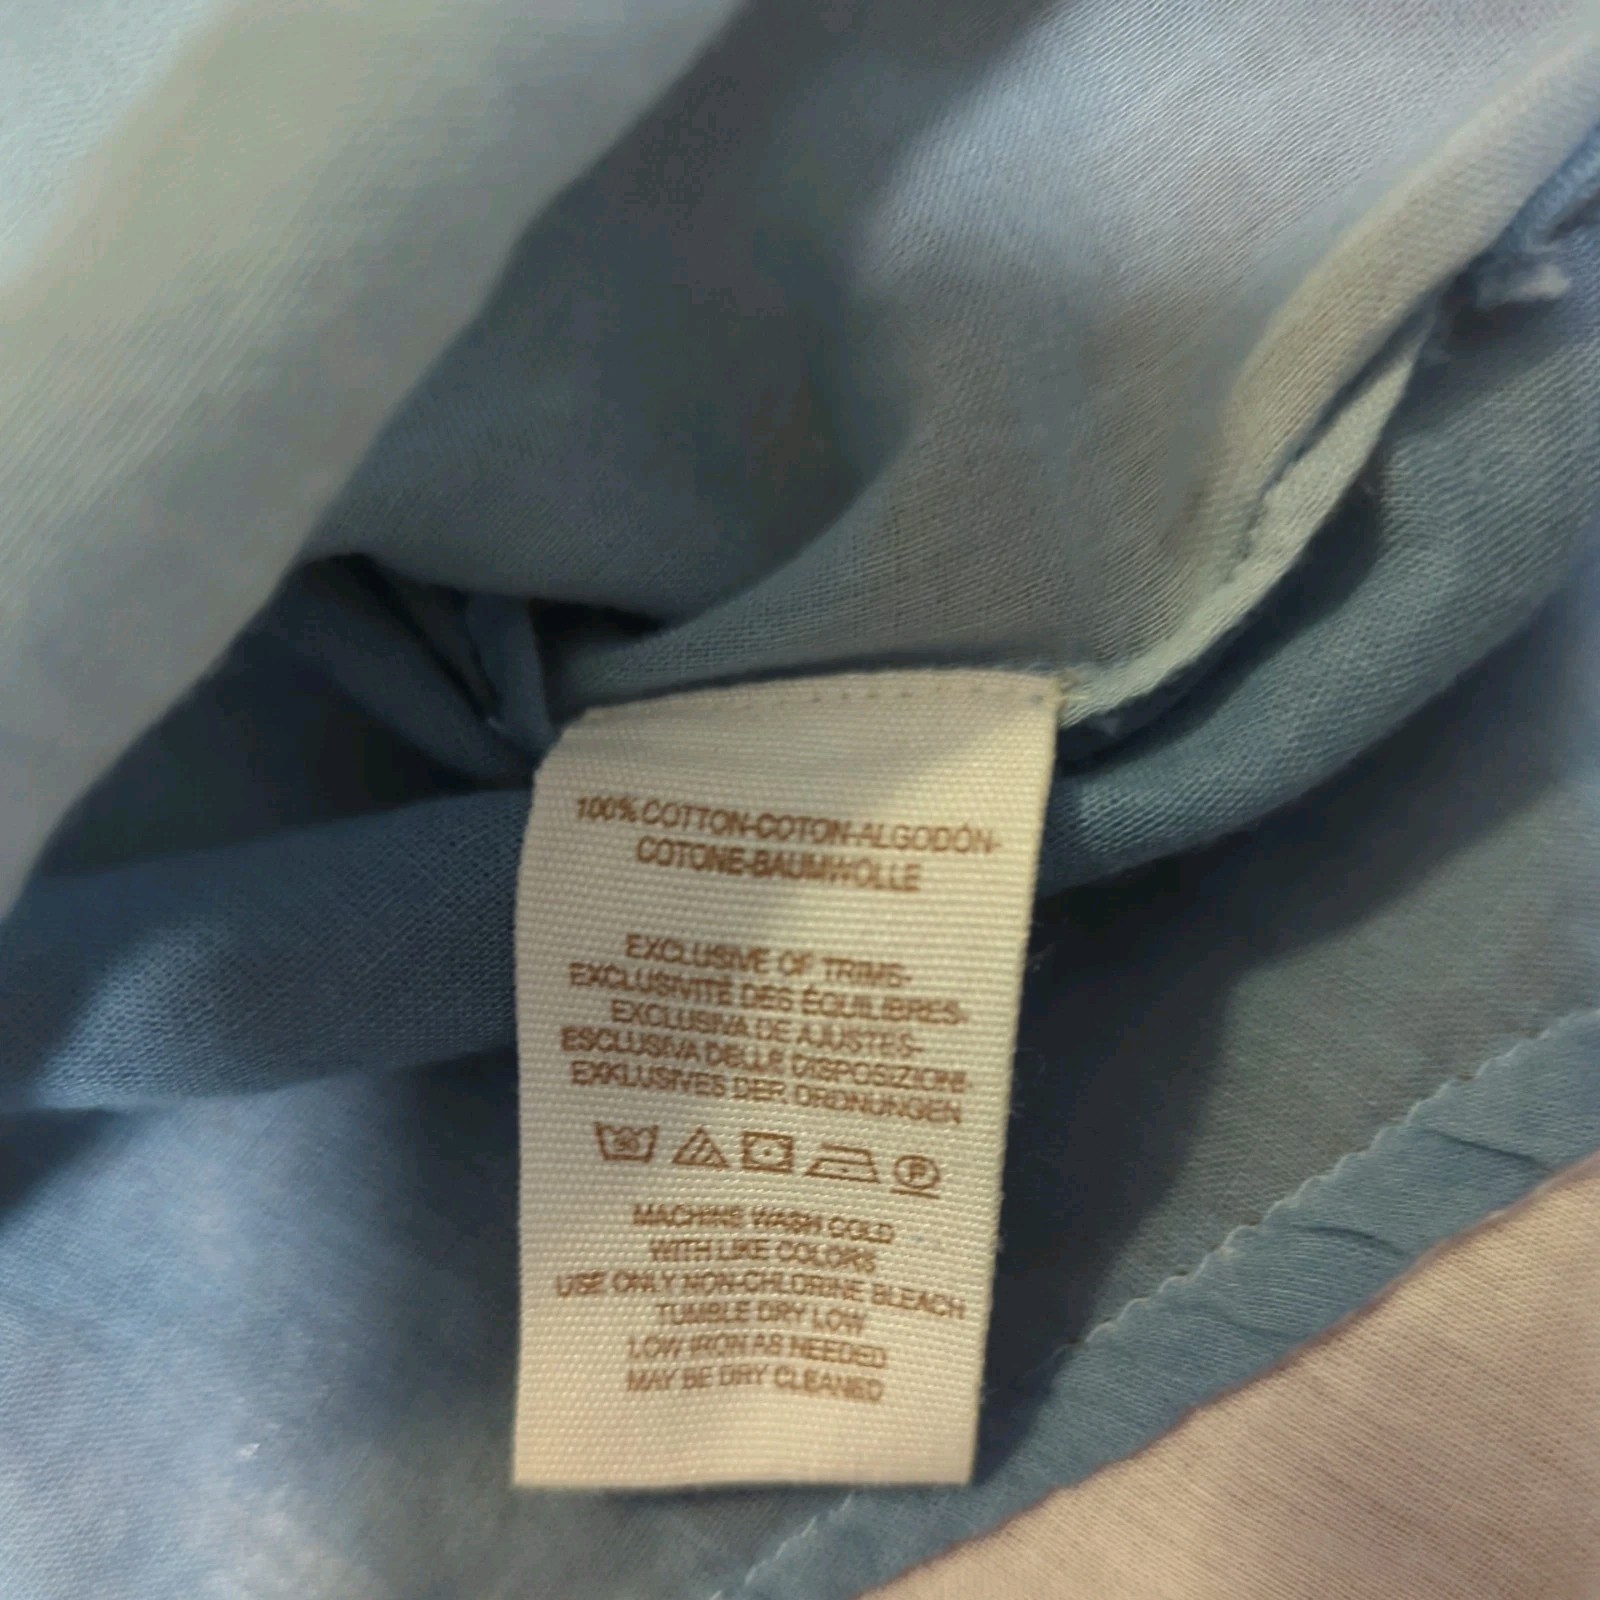 100% COTTON-COTON-ALGODÓN-
COTONE-BAUMWOLLE
EXCLUSIVE OF TRIMS-
EXCLUSIVITÉ DES ÉQUILIBRES-
EXCLUSIVA DE AJUSTES-
ESCLUSIVA DELLE DISPOSIZIONI-
EXKLUSIVES DER ORDNUNGEN
P
MACHINE WASH COLD
WITH LIKE COLORS
USE ONLY NON-CHLORINE BLEACH
TUMBLE DRY LOW
LOW IRON AS NEEDED
MAY BE DRY CLEANED